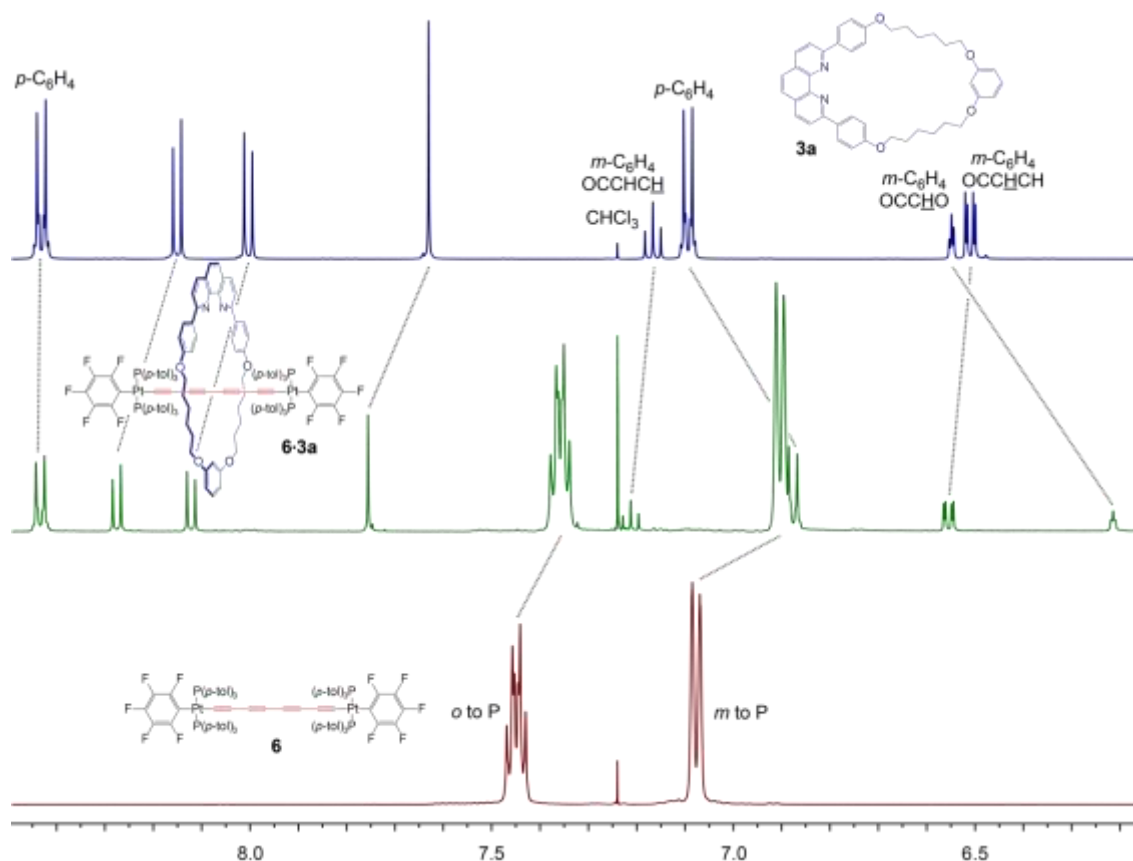 p-C6H4
p-C6H4
m-C6H4
OCCHCH
CHCl3
O
O
O
O
N
N
3a
m-C6H4
OCCHO
m-C6H4
OCCHCH
N N
O
O
F F
F
F F
Pt
P(p-tol)3
P(p-tol)3
(p-tol)3P
(p-tol)3P
Pt
F F
F
F F
O
O
6·3a
F F
F
F F
Pt
P(p-tol)3
P(p-tol)3
(p-tol)3P
(p-tol)3P
Pt
F F
F
F F
6
o to P
m to P
8.0 7.5 7.0 6.5